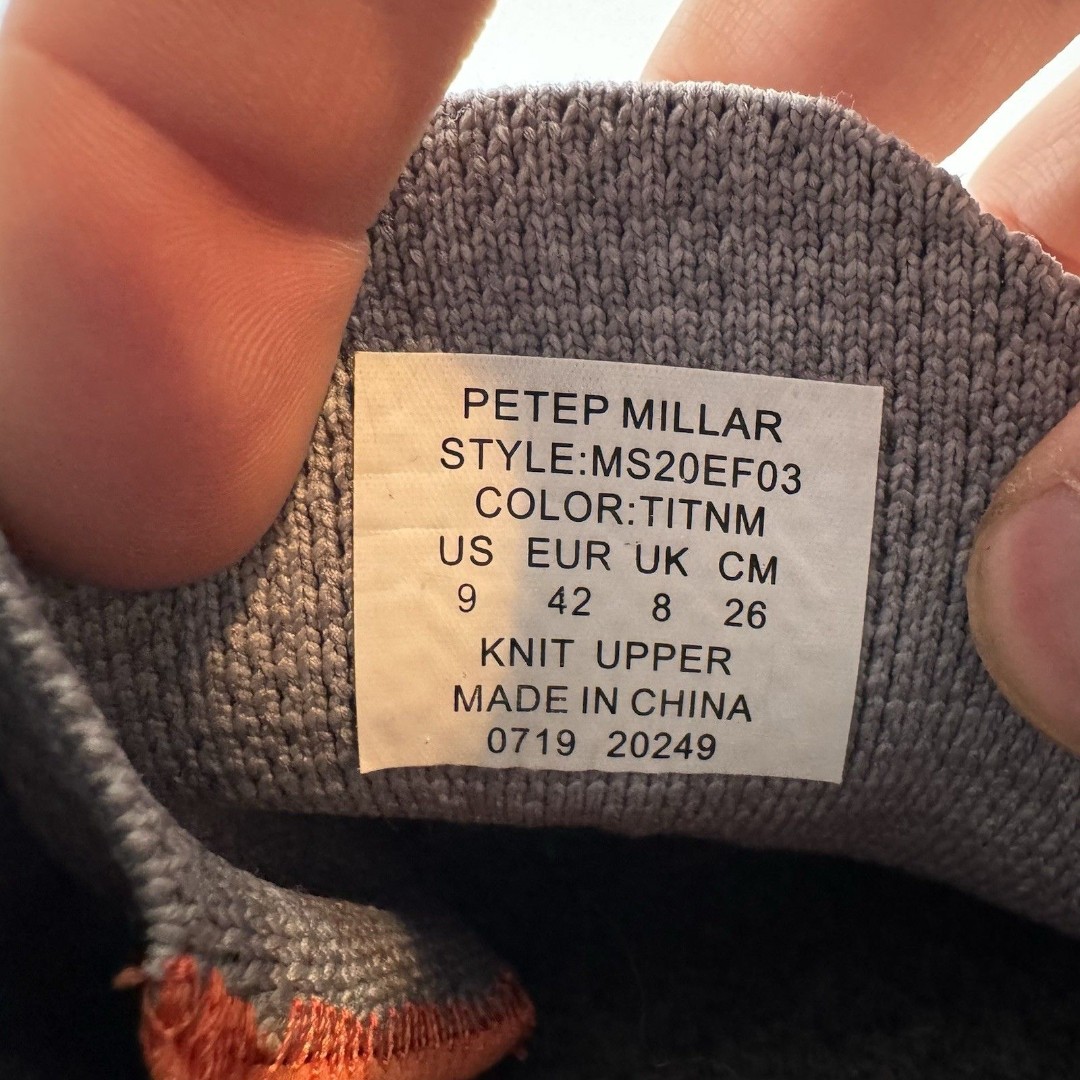 PETEP MILLAR
STYLE:MS20EF03
COLOR:TITNM
US EUR UK CM
9 42 8 26
KNIT UPPER
MADE IN CHINA
0719 20249